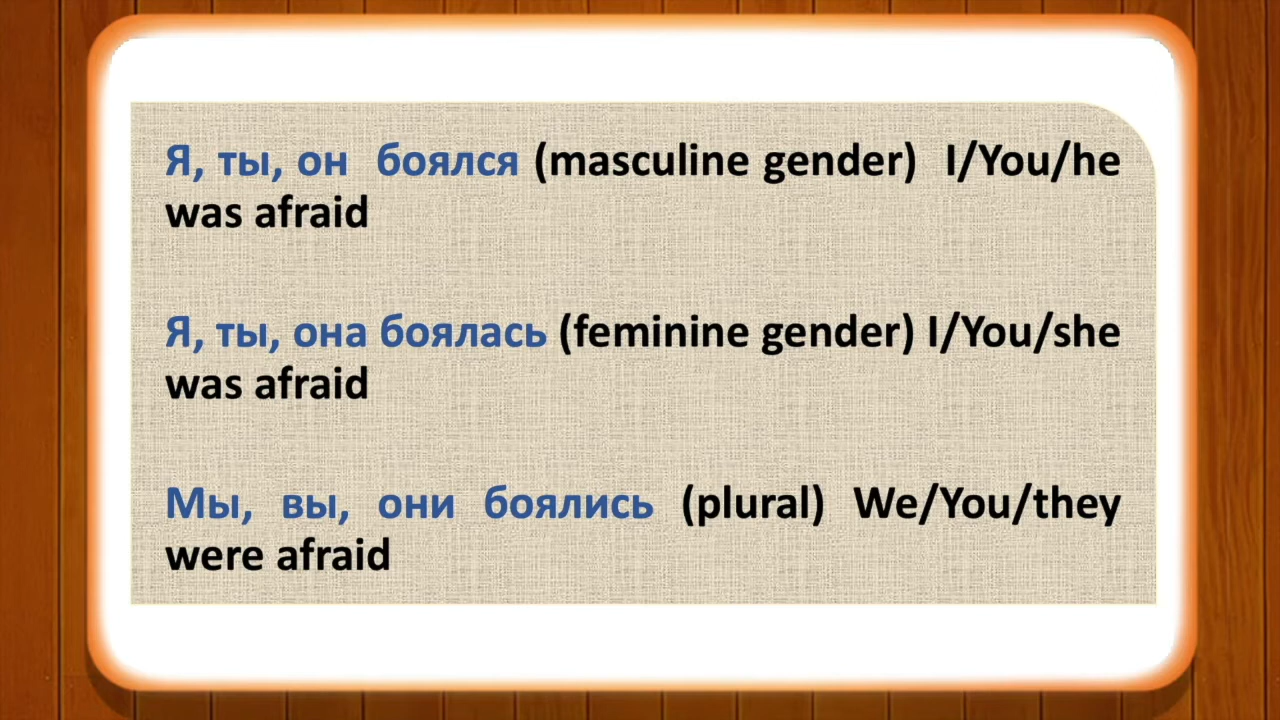 Я, ты, он боялся (masculine gender) I/You/he
was afraid
Я, ты, она боялась (feminine gender) I/You/she
was afraid
Мы, вы, они боялись (plural) We/You/they
were afraid